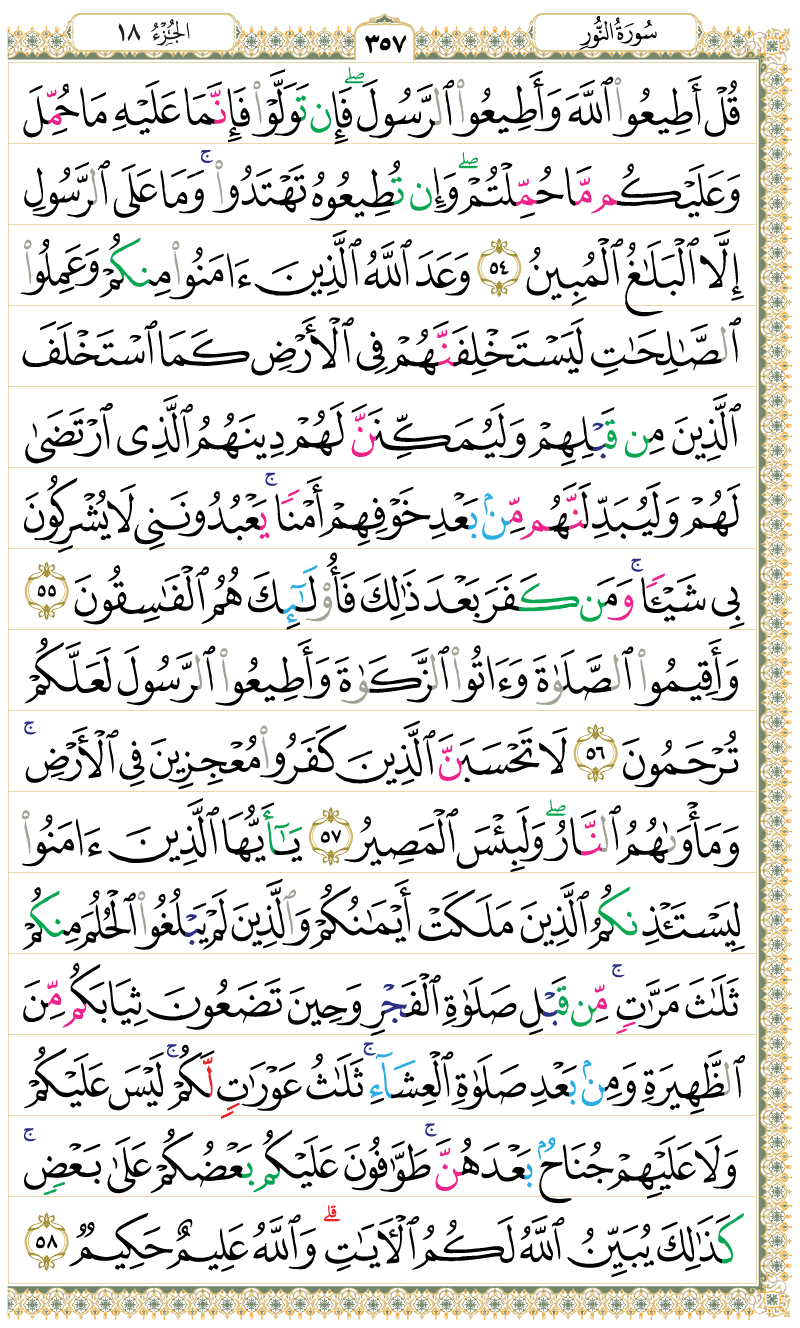 سُورَةُ النُّورِ
٣٥٧
الجُزْءُ ١٨
قُلْ أَطِيعُوا۟ ٱللَّهَ وَأَطِيعُوا۟ ٱلرَّسُولَ ۖ فَإِن تَوَلَّوْا۟ فَإِنَّمَا عَلَيْهِ مَا حُمِّلَ
وَعَلَيْكُم مَّا حُمِّلْتُمْ ۖ وَإِن تُطِيعُوهُ تَهْتَدُوا۟ ۚ وَمَا عَلَى ٱلرَّسُولِ
إِلَّا ٱلْبَلَٰغُ ٱلْمُبِينُ ٥٤ وَعَدَ ٱللَّهُ ٱلَّذِينَ ءَامَنُوا۟ مِنكُمْ وَعَمِلُوا۟
ٱلصَّٰلِحَٰتِ لَيَسْتَخْلِفَنَّهُمْ فِى ٱلْأَرْضِ كَمَا ٱسْتَخْلَفَ
ٱلَّذِينَ مِن قَبْلِهِمْ وَلَيُمَكِّنَنَّ لَهُمْ دِينَهُمُ ٱلَّذِى ٱرْتَضَىٰ
لَهُمْ وَلَيُبَدِّلَنَّهُم مِّنۢ بَعْدِ خَوْفِهِمْ أَمْنًا ۚ يَعْبُدُونَنِى لَا يُشْرِكُونَ
بِى شَيْـًٔا ۚ وَمَن كَفَرَ بَعْدَ ذَٰلِكَ فَأُو۟لَٰٓئِكَ هُمُ ٱلْفَٰسِقُونَ ٥٥
وَأَقِيمُوا۟ ٱلصَّلَوٰةَ وَءَاتُوا۟ ٱلزَّكَوٰةَ وَأَطِيعُوا۟ ٱلرَّسُولَ لَعَلَّكُمْ
تُرْحَمُونَ ٥٦ لَا تَحْسَبَنَّ ٱلَّذِينَ كَفَرُوا۟ مُعْجِزِينَ فِى ٱلْأَرْضِ ۚ
وَمَأْوَىٰهُمُ ٱلنَّارُ ۖ وَلَبِئْسَ ٱلْمَصِيرُ ٥٧ يَٰٓأَيُّهَا ٱلَّذِينَ ءَامَنُوا۟
لِيَسْتَـْٔذِنكُمُ ٱلَّذِينَ مَلَكَتْ أَيْمَٰنُكُمْ وَٱلَّذِينَ لَمْ يَبْلُغُوا۟ ٱلْحُلُمَ مِنكُمْ
ثَلَٰثَ مَرَّٰتٍ ۚ مِّن قَبْلِ صَلَوٰةِ ٱلْفَجْرِ وَحِينَ تَضَعُونَ ثِيَابَكُم مِّنَ
ٱلظَّهِيرَةِ وَمِنۢ بَعْدِ صَلَوٰةِ ٱلْعِشَآءِ ۚ ثَلَٰثُ عَوْرَٰتٍ لَّكُمْ ۚ لَيْسَ عَلَيْكُمْ
وَلَا عَلَيْهِمْ جُنَاحٌۢ بَعْدَهُنَّ ۚ طَوَّٰفُونَ عَلَيْكُم بَعْضُكُمْ عَلَىٰ بَعْضٍ ۚ
كَذَٰلِكَ يُبَيِّنُ ٱللَّهُ لَكُمُ ٱلْـَٔايَٰتِ ۗ وَٱللَّهُ عَلِيمٌ حَكِيمٌ ٥٨